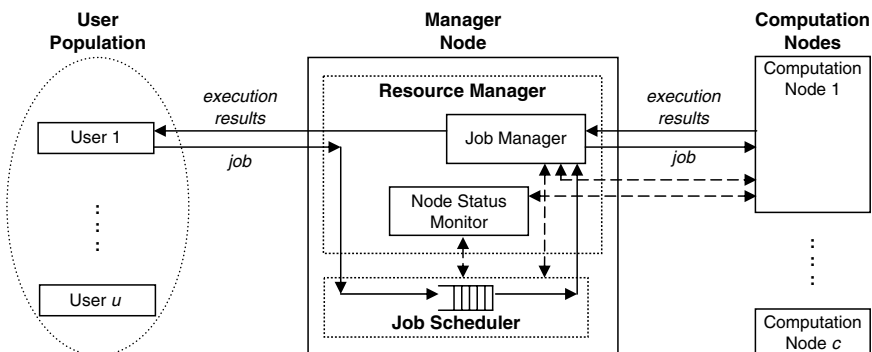 User
Population
Manager
Node
Computation
Nodes
Resource Manager
Computation
Node 1
execution
results
execution
results
User 1
Job Manager
job
job
Node Status
Monitor
User u
Job Scheduler
Computation
Node c